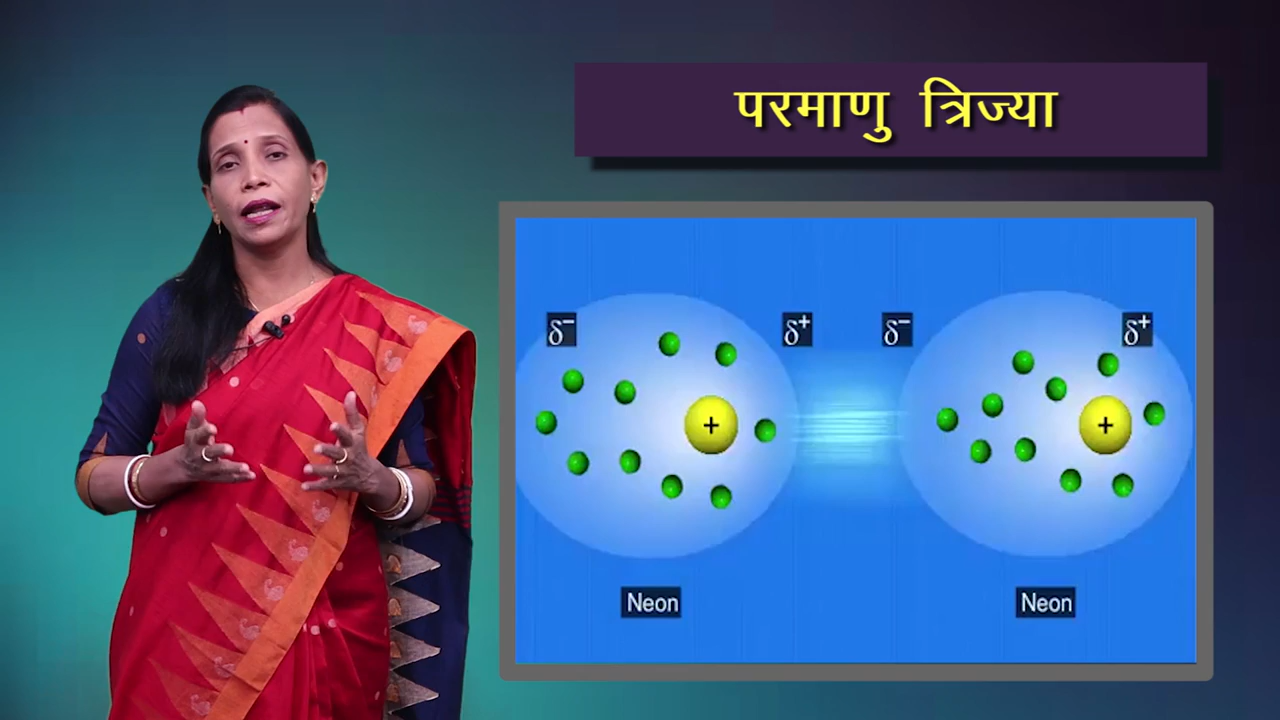 परमाणु त्रिज्या
δ⁻ δ⁺ δ⁻ δ⁺
+ +
Neon Neon